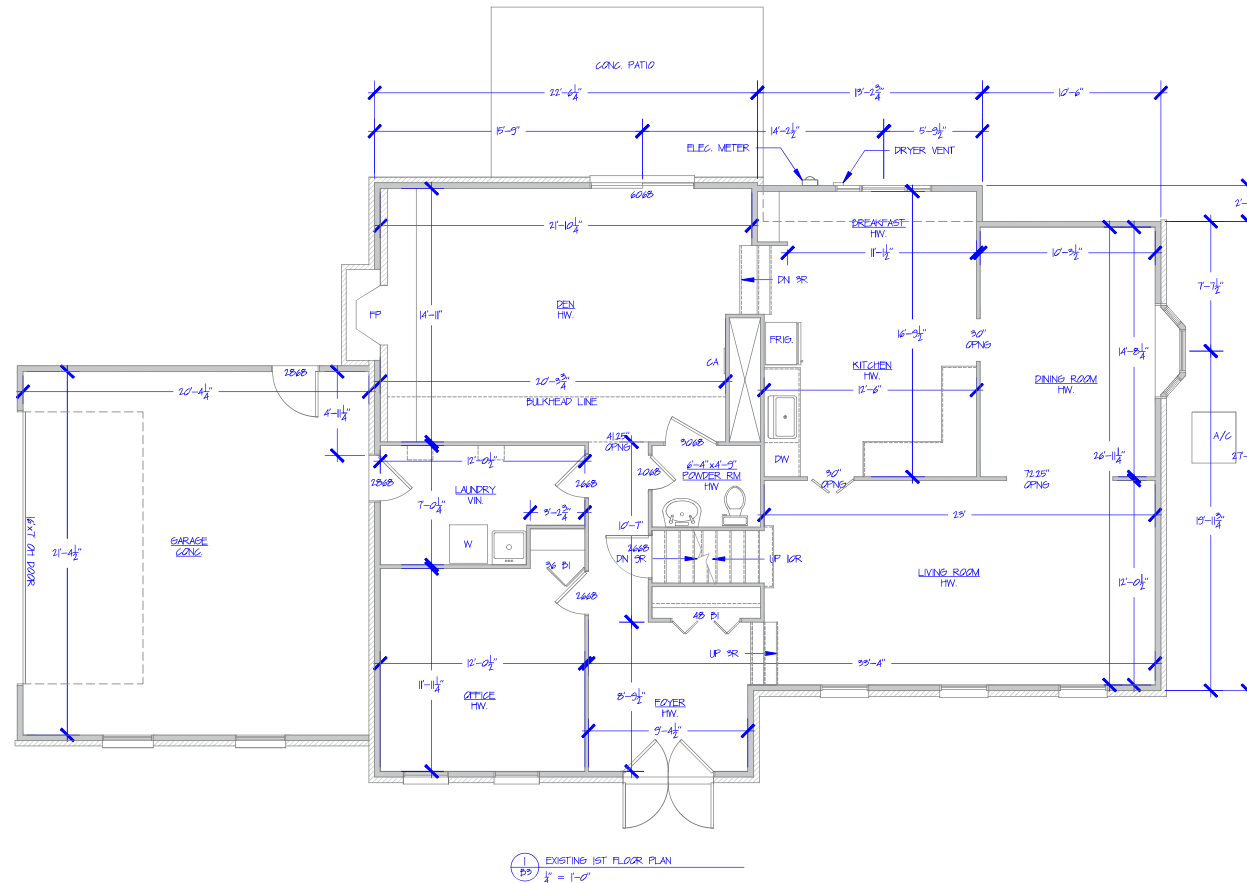 CONC. PATIO
22'-6 1/4"
13'-2 3/4"
10'-6"
15'-9"
14'-2 1/2"
5'-9 1/2"
ELEC. METER
DRYER VENT
6068
2'-
21'-10 1/4"
BREAKFAST
HW.
11'-1 1/2"
10'-3 1/2"
DN 3R
7'-7 1/2"
DEN
HW.
FP
14'-11"
16'-9 1/2"
30"
OPNG
FRIG.
14'-8 1/4"
CA
KITCHEN
HW.
2868
20'-3 3/4"
12'-6"
DINING ROOM
HW.
20'-4 1/4"
BULKHEAD LINE
4'-11 1/4"
41.25"
OPNG
3068
A/C
DW
26'-11 1/4"
27'-
12'-0 1/2"
2068
6'-4"x4'-9"
POWDER RM
HW
30"
OPNG
72.25"
OPNG
2868
LAUNDRY
VIN.
2668
7'-0 1/4"
3'-2 3/4"
23'
19'-11 3/4"
10'-7"
16'x7' OH DOOR
21'-4 1/2"
GARAGE
CONC
W
2668
DN 9R
UP 16R
36 BI
LIVING ROOM
HW.
2668
12'-0 1/2"
48 BI
UP 3R
12'-0 1/2"
33'-4"
11'-11 1/4"
OFFICE
HW.
8'-9 1/2"
FOYER
HW.
9'-4 1/2"
1
B3
EXISTING 1ST FLOOR PLAN
1/4" = 1'-0"